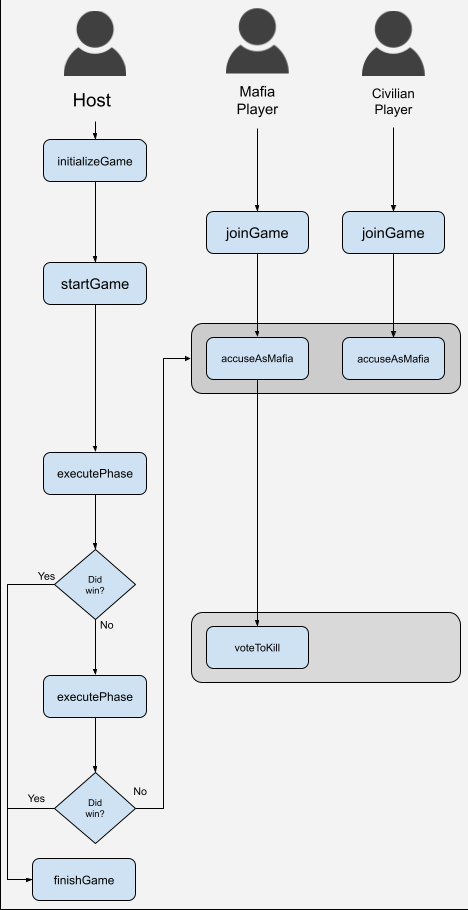 Host
Mafia
Player
Civilian
Player
initializeGame
joinGame
joinGame
startGame
accuseAsMafia
accuseAsMafia
executePhase
Yes
Did
win?
No
voteToKill
executePhase
No
Yes
Did
win?
finishGame